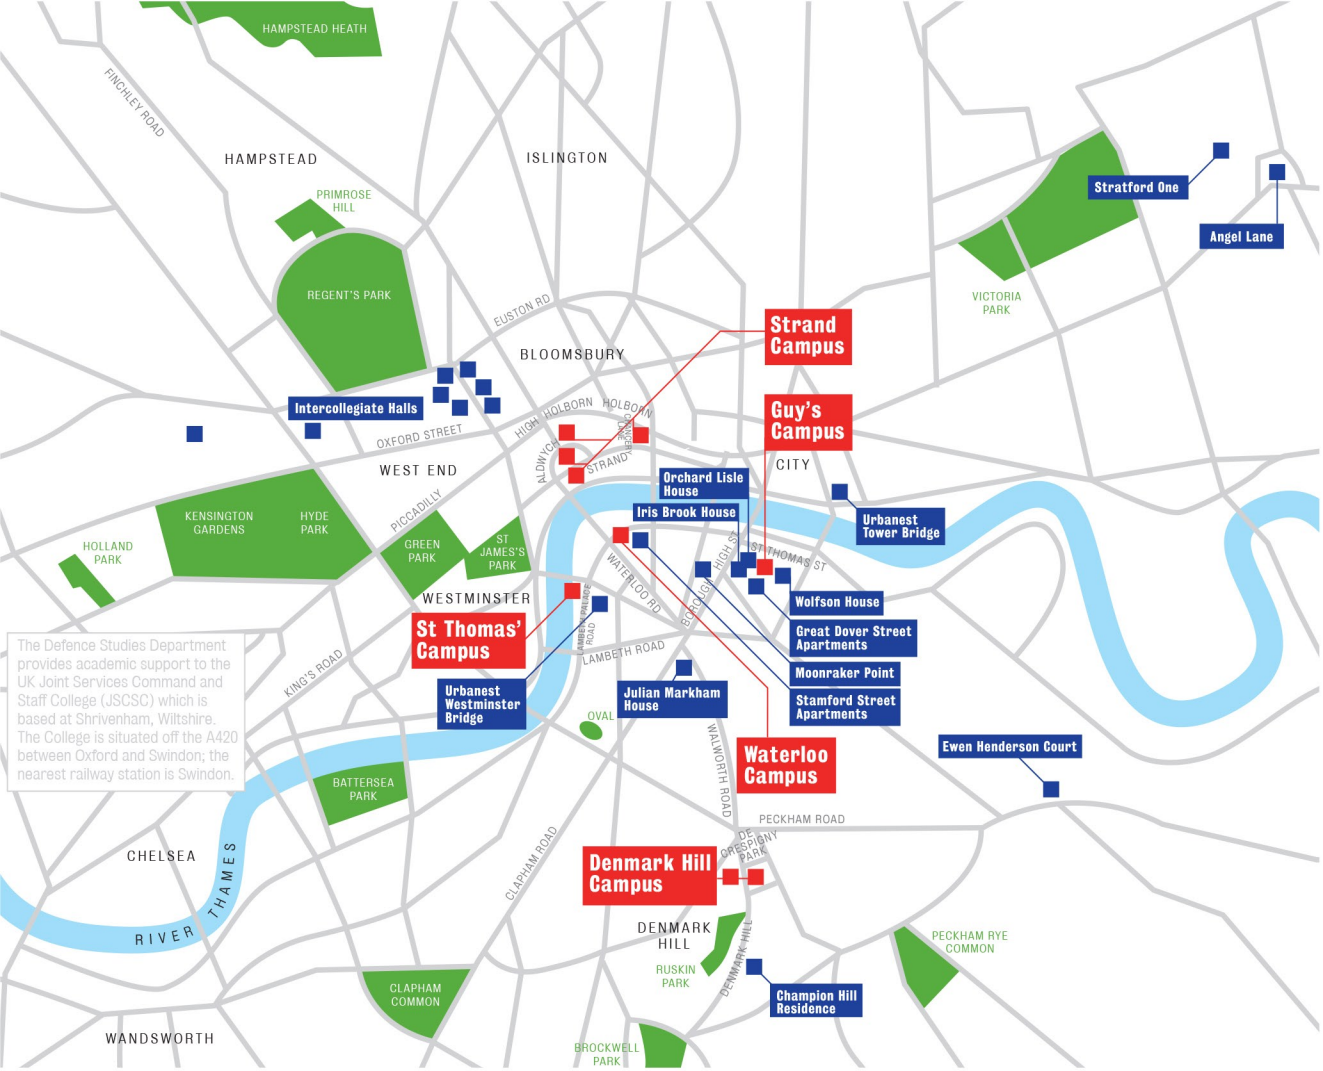 HAMPSTEAD HEATH
FINCHLEY ROAD
HAMPSTEAD
ISLINGTON
PRIMROSE
HILL
Stratford One
Angel Lane
REGENT'S PARK
VICTORIA
PARK
EUSTON RD
Strand
Campus
BLOOMSBURY
Intercollegiate Halls
HIGH HOLBORN
HOLBORN
CHANCERY
LANE
Guy's
Campus
OXFORD STREET
ALDWYCH
STRAND
WEST END
CITY
Orchard Lisle
House
Iris Brook House
Urbanest
Tower Bridge
PICCADILLY
KENSINGTON
GARDENS
HYDE
PARK
GREEN
PARK
ST
JAMES'S
PARK
HOLLAND
PARK
WATERLOO RD
BOROUGH HIGH ST
ST THOMAS ST
WESTMINSTER
St Thomas'
Campus
LAMBETH PALACE
ROAD
LAMBETH ROAD
Wolfson House
Great Dover Street
Apartments
Moonraker Point
Stamford Street
Apartments
The Defence Studies Department
provides academic support to the
UK Joint Services Command and
Staff College (JSCSC) which is
based at Shrivenham, Wiltshire.
The College is situated off the A420
between Oxford and Swindon; the
nearest railway station is Swindon.
KING'S ROAD
Urbanest
Westminster
Bridge
Julian Markham
House
OVAL
WALWORTH ROAD
Waterloo
Campus
Ewen Henderson Court
BATTERSEA
PARK
PECKHAM ROAD
DE
CRESPIGNY
PARK
CHELSEA
RIVER THAMES
CLAPHAM ROAD
Denmark Hill
Campus
DENMARK
HILL
DENMARK HILL
RUSKIN
PARK
PECKHAM RYE
COMMON
CLAPHAM
COMMON
Champion Hill
Residence
WANDSWORTH
BROCKWELL
PARK